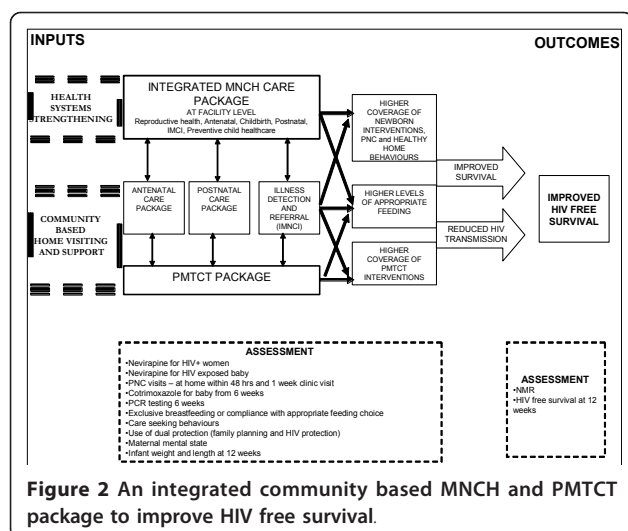 INPUTS
OUTCOMES
HEALTH
SYSTEMS
STRENGTHENING
INTEGRATED MNCH CARE
PACKAGE
AT FACILITY LEVEL
Reproductive health, Antenatal, Childbirth, Postnatal,
IMCI, Preventive child healthcare
HIGHER
COVERAGE OF
NEWBORN
INTERVENTIONS,
PNC and HEALTHY
HOME
BEHAVIOURS
IMPROVED
SURVIVAL
COMMUNITY
BASED
HOME VISITING
AND SUPPORT
ANTENATAL
CARE
PACKAGE
POSTNATAL
CARE
PACKAGE
ILLNESS
DETECTION
AND
REFERRAL
(IMNCI)
HIGHER LEVELS
OF
APPROPRIATE
FEEDING
IMPROVED
HIV FREE
SURVIVAL
REDUCED HIV
TRANSMISSION
PMTCT PACKAGE
HIGHER
COVERAGE OF
PMTCT
INTERVENTIONS
ASSESSMENT
•Nevirapine for HIV+ women
•Nevirapine for HIV exposed baby
•PNC visits – at home within 48 hrs and 1 week clinic visit
•Cotrimoxazole for baby from 6 weeks
•PCR testing 6 weeks
•Exclusive breastfeeding or compliance with appropriate feeding choice
•Care seeking behaviours
•Use of dual protection (family planning and HIV protection)
•Maternal mental state
•Infant weight and length at 12 weeks
ASSESSMENT
•NMR
•HIV free survival at 12
weeks
Figure 2 An integrated community based MNCH and PMTCT
package to improve HIV free survival.